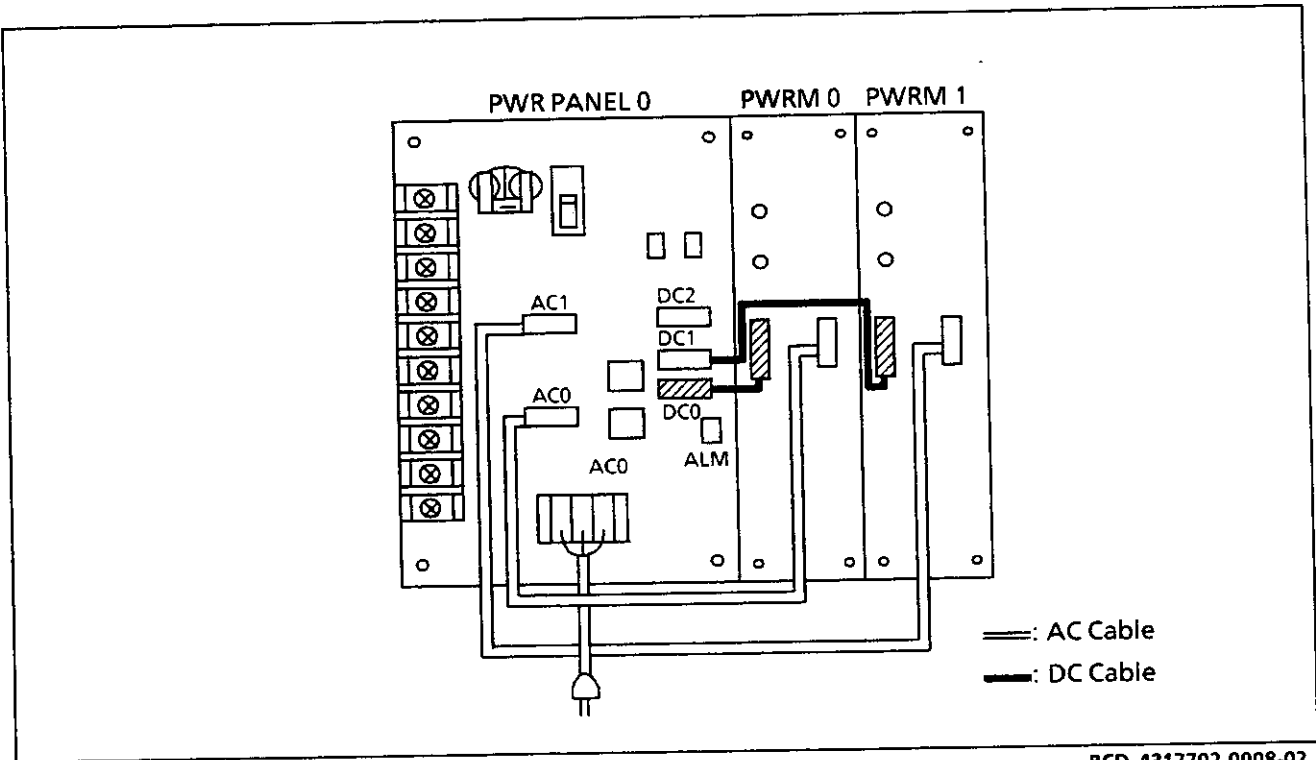 PWR PANEL 0 PWRM 0 PWRM 1
AC1
DC2
DC1
AC0
DC0
AC0
ALM
: AC Cable
: DC Cable